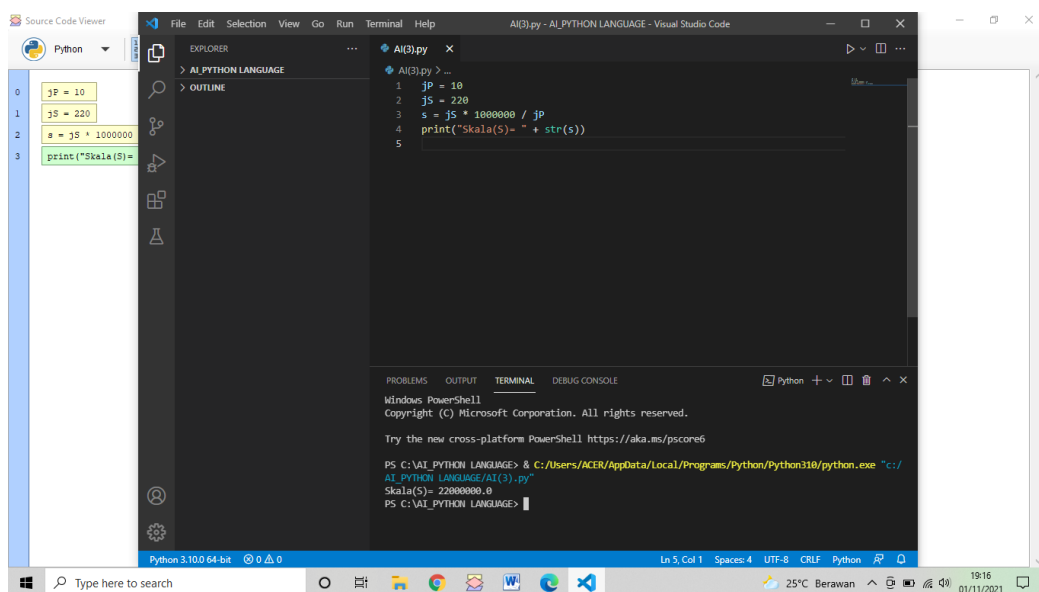 Source Code Viewer
Python
0 jP = 10
1 jS = 220
2 s = jS * 1000000
3 print("Skala(S)=
File Edit Selection View Go Run Terminal Help
AI(3).py - AI_PYTHON LANGUAGE - Visual Studio Code
EXPLORER
AI_PYTHON LANGUAGE
OUTLINE
AI(3).py
AI(3).py > ...
1 jP = 10
2 jS = 220
3 s = jS * 1000000 / jP
4 print("Skala(S)= " + str(s))
5
PROBLEMS OUTPUT TERMINAL DEBUG CONSOLE
Python
Windows PowerShell
Copyright (C) Microsoft Corporation. All rights reserved.
Try the new cross-platform PowerShell https://aka.ms/pscore6
PS C:\AI_PYTHON LANGUAGE> & C:/Users/ACER/AppData/Local/Programs/Python/Python310/python.exe "c:/
AI_PYTHON LANGUAGE/AI(3).py"
Skala(S)= 22000000.0
PS C:\AI_PYTHON LANGUAGE>
Python 3.10.0 64-bit 0 0
Ln 5, Col 1 Spaces: 4 UTF-8 CRLF Python
Type here to search
25°C Berawan
19:16
01/11/2021